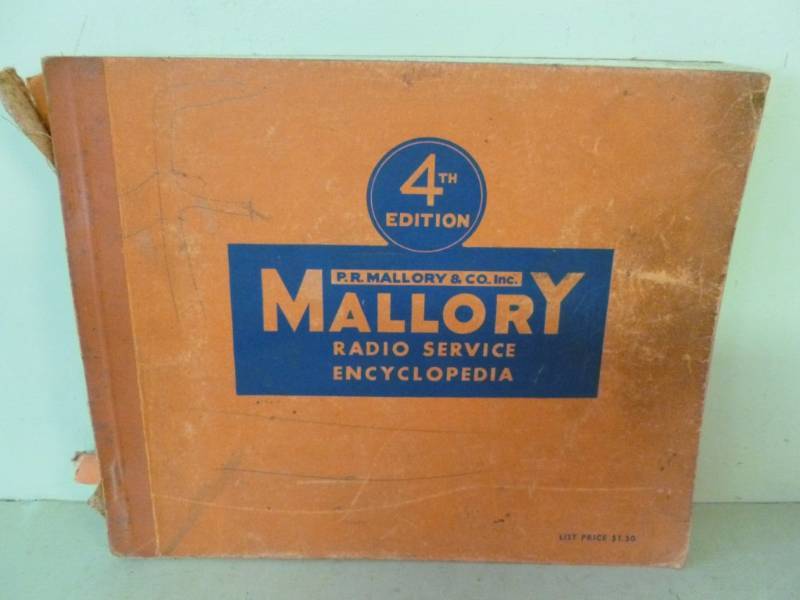 4TH
EDITION
P.R. MALLORY & CO. Inc.
MALLORY
RADIO SERVICE
ENCYCLOPEDIA
LIST PRICE $1.50